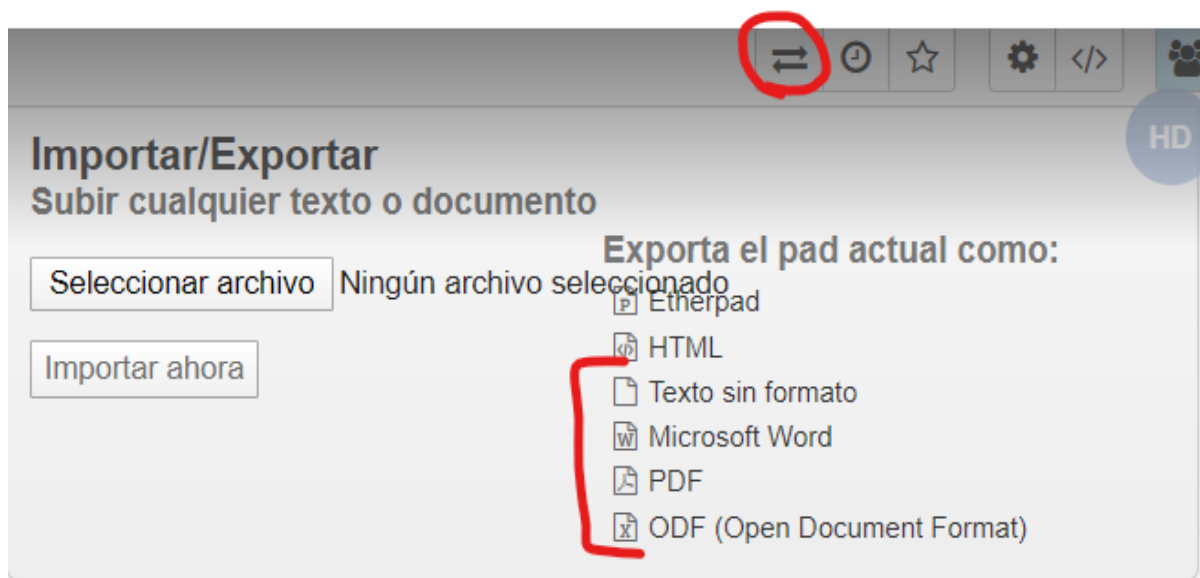 </>
HD
Importar/Exportar
Subir cualquier texto o documento
Seleccionar archivo Ningún archivo seleccionado
Importar ahora
Exporta el pad actual como:
Etherpad
HTML
Texto sin formato
Microsoft Word
PDF
ODF (Open Document Format)